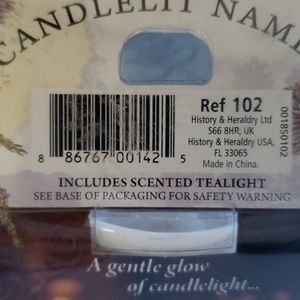 CANDLELIT NAME
Ref 102
History & Heraldry Ltd
S66 8HR, UK
History & Heraldry USA,
FL 33065
Made in China.
001850102
8 86767 00142 5
INCLUDES SCENTED TEALIGHT
SEE BASE OF PACKAGING FOR SAFETY WARNING
A gentle glow
of candlelight...